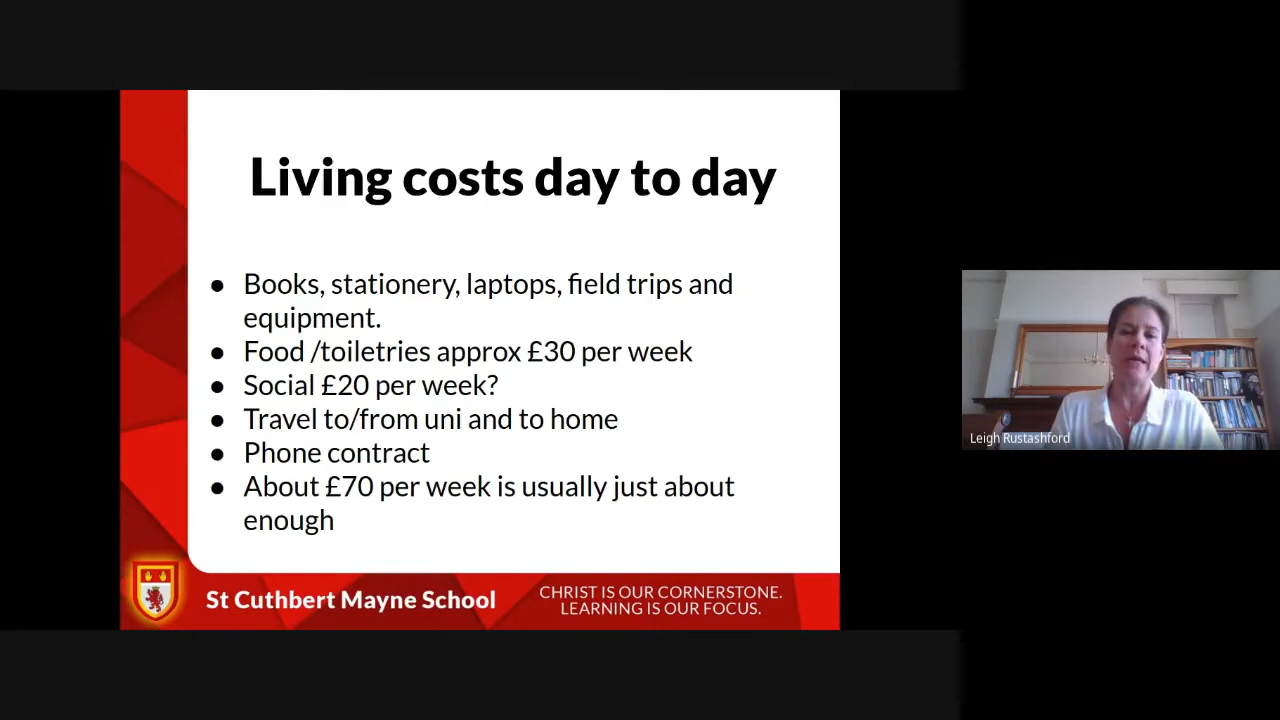 Living costs day to day
● Books, stationery, laptops, field trips and
equipment.
● Food /toiletries approx £30 per week
● Social £20 per week?
● Travel to/from uni and to home
● Phone contract
● About £70 per week is usually just about
enough
St Cuthbert Mayne School
CHRIST IS OUR CORNERSTONE.
LEARNING IS OUR FOCUS.
Leigh Rustashford